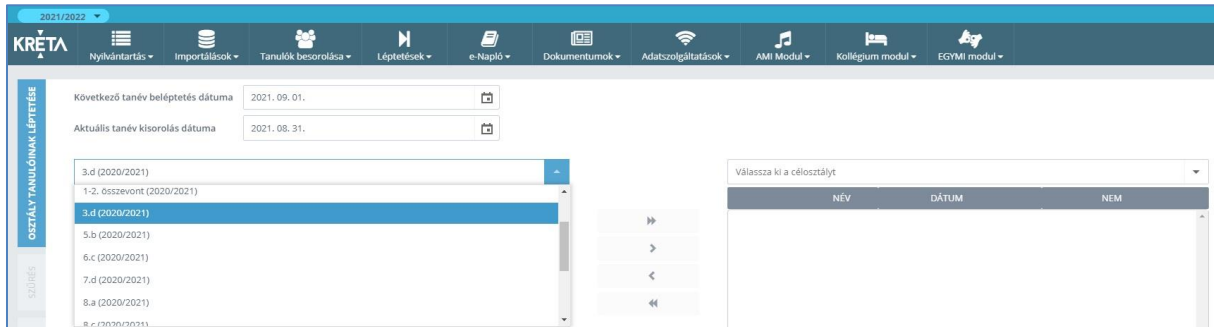 2021/2022
KRÉTA
Nyilvántartás
Importálások
Tanulók besorolása
Léptetések
e-Napló
Dokumentumok
Adatszolgáltatások
AMI Modul
Kollégium modul
EGYMI modul
OSZTÁLY TANULÓINAK LÉPTETÉSE
SZŰRÉS
Következő tanév beléptetés dátuma
2021. 09. 01.
Aktuális tanév kisorolás dátuma
2021. 08. 31.
3.d (2020/2021)
1-2. összevont (2020/2021)
3.d (2020/2021)
5.b (2020/2021)
6.c (2020/2021)
7.d (2020/2021)
8.a (2020/2021)
8.c (2020/2021)
Válassza ki a célosztályt
NÉV DÁTUM NEM